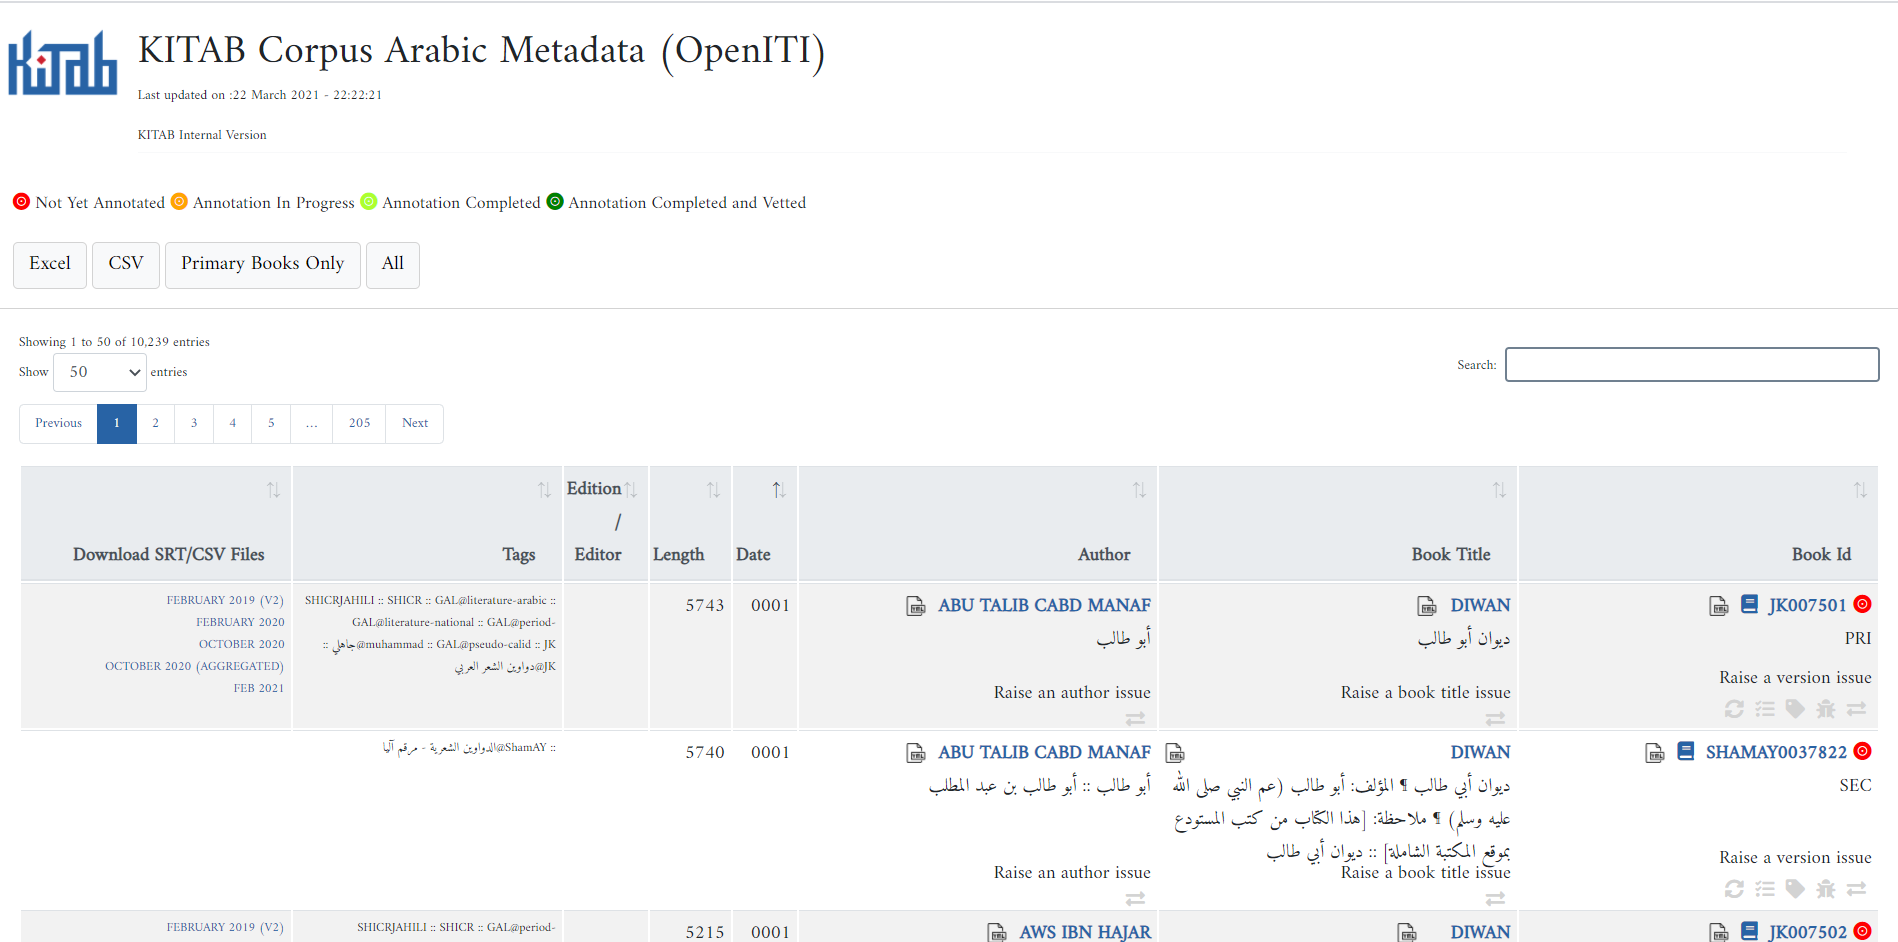 KITAB
KITAB Corpus Arabic Metadata (OpenITI)
Last updated on :22 March 2021 - 22:22:21
KITAB Internal Version
Not Yet Annotated Annotation In Progress Annotation Completed Annotation Completed and Vetted
Excel CSV Primary Books Only All
Showing 1 to 50 of 10,239 entries
Show 50 entries
Search:
Previous 1 2 3 4 5 ... 205 Next
Download SRT/CSV Files
Tags
Edition
/
Editor
Length
Date
Author
Book Title
Book Id
FEBRUARY 2019 (V2)
FEBRUARY 2020
OCTOBER 2020
OCTOBER 2020 (AGGREGATED)
FEB 2021
SHICRJAHILI :: SHICR :: GAL@literature-arabic ::
GAL@literature-national :: GAL@period-
muhammad :: GAL@pseudo-calid :: JK@جاهلي ::
JK@دواوين الشعر العربي
5743
0001
ABU TALIB CABD MANAF
أبو طالب
Raise an author issue
DIWAN
ديوان أبو طالب
Raise a book title issue
JK007501
PRI
Raise a version issue
ShamAY@الدواوين الشعرية - مرقم آليا ::
5740
0001
ABU TALIB CABD MANAF
أبو طالب :: أبو طالب بن عبد المطلب
Raise an author issue
DIWAN
ديوان أبي طالب ¶ المؤلف: أبو طالب (عم النبي صلى الله
عليه وسلم) ¶ ملاحظة: [هذا الكتاب من كتب المستودع
بموقع المكتبة الشاملة] :: ديوان أبي طالب
Raise a book title issue
SHAMAY0037822
SEC
Raise a version issue
FEBRUARY 2019 (V2)
SHICRJAHILI :: SHICR :: GAL@period-
5215
0001
AWS IBN HAJAR
DIWAN
JK007502